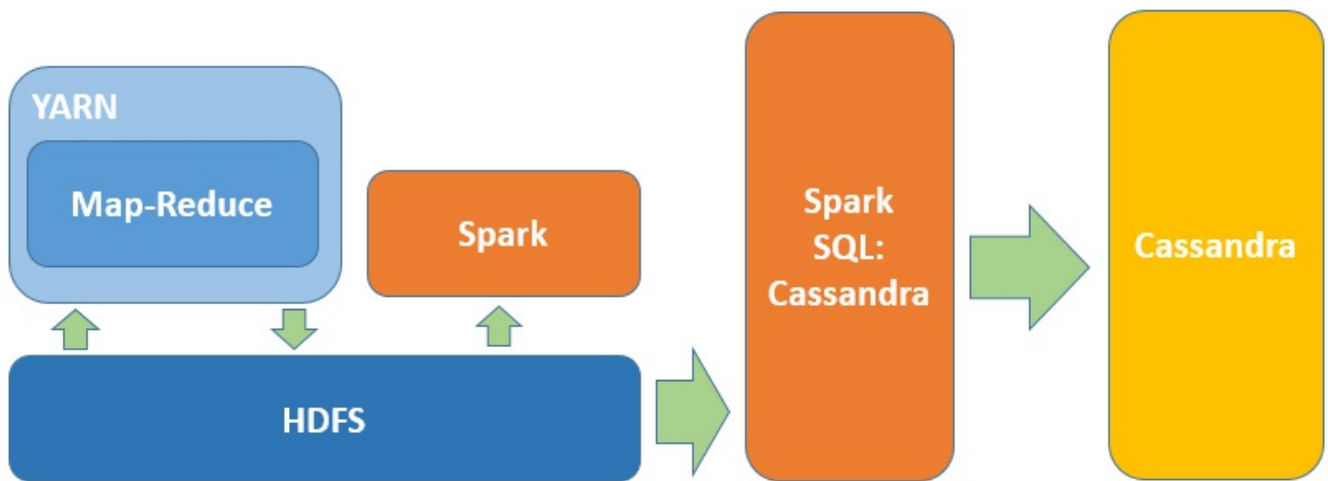 YARN
Map-Reduce
Spark
HDFS
Spark
SQL:
Cassandra
Cassandra